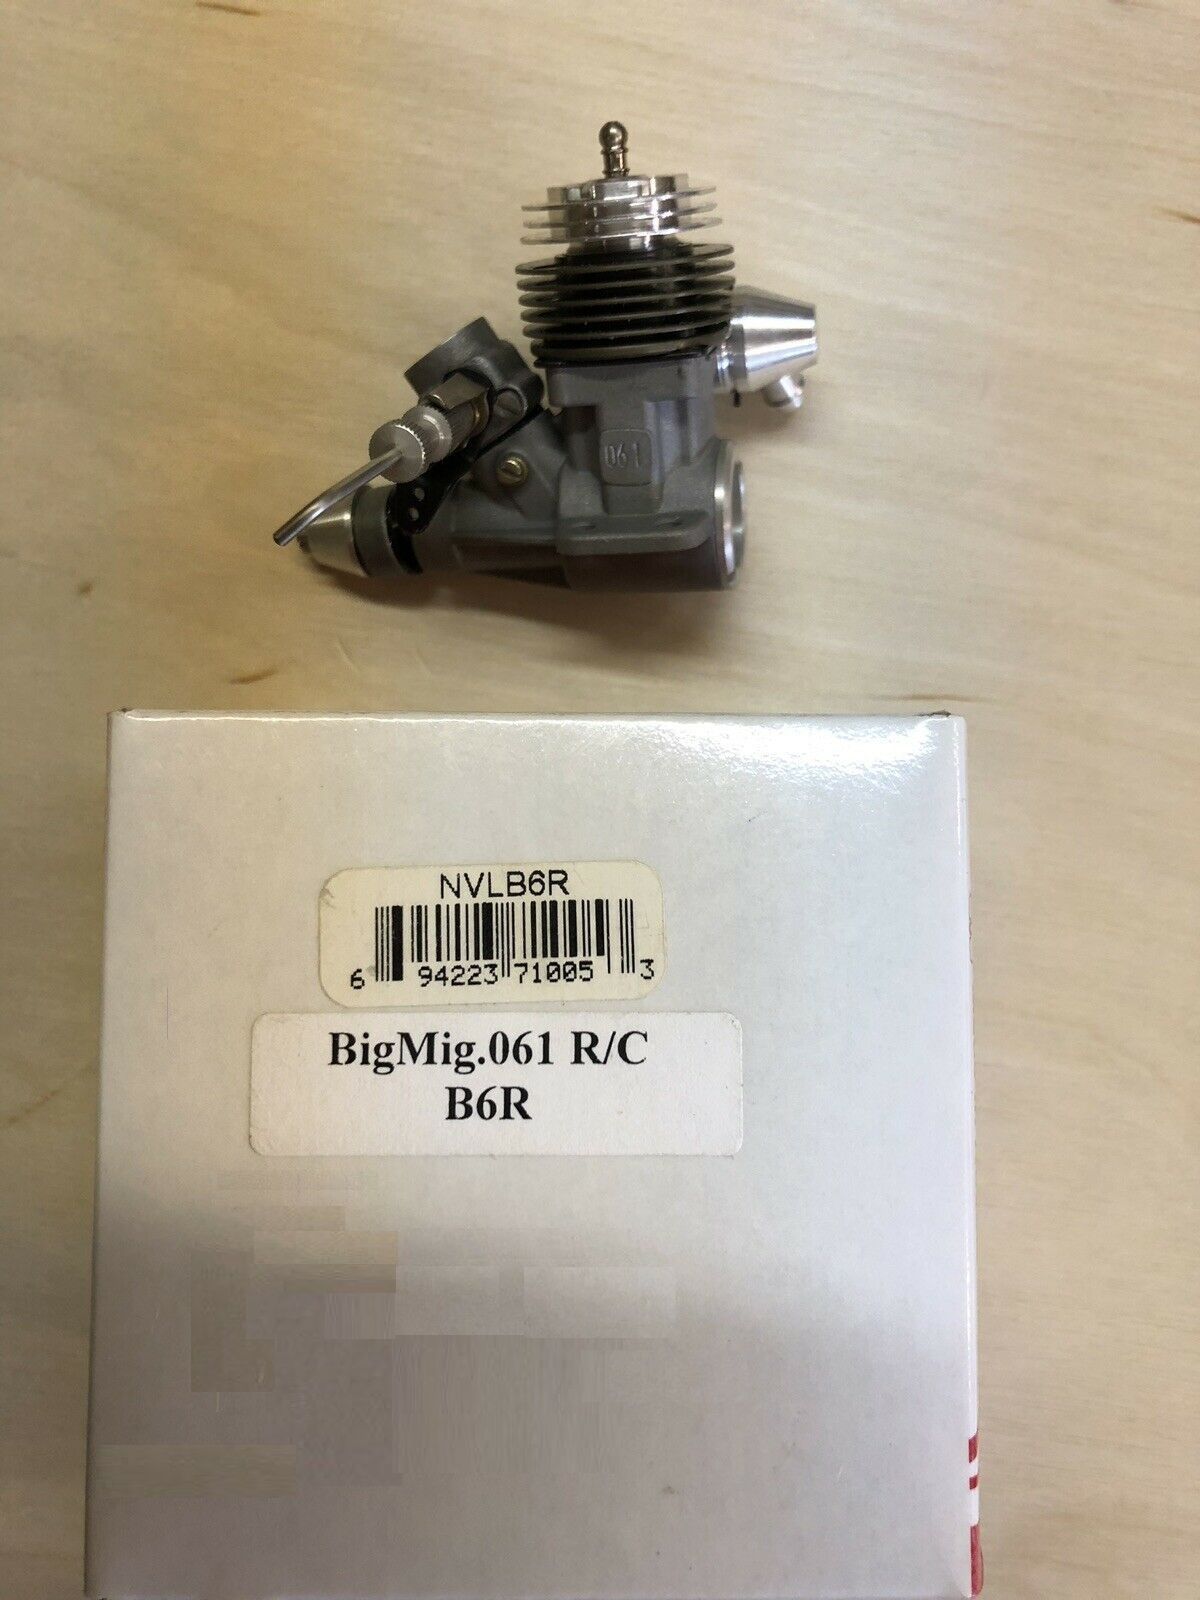 061
NVLB6R
6 94223 71005 3
BigMig.061 R/C
B6R